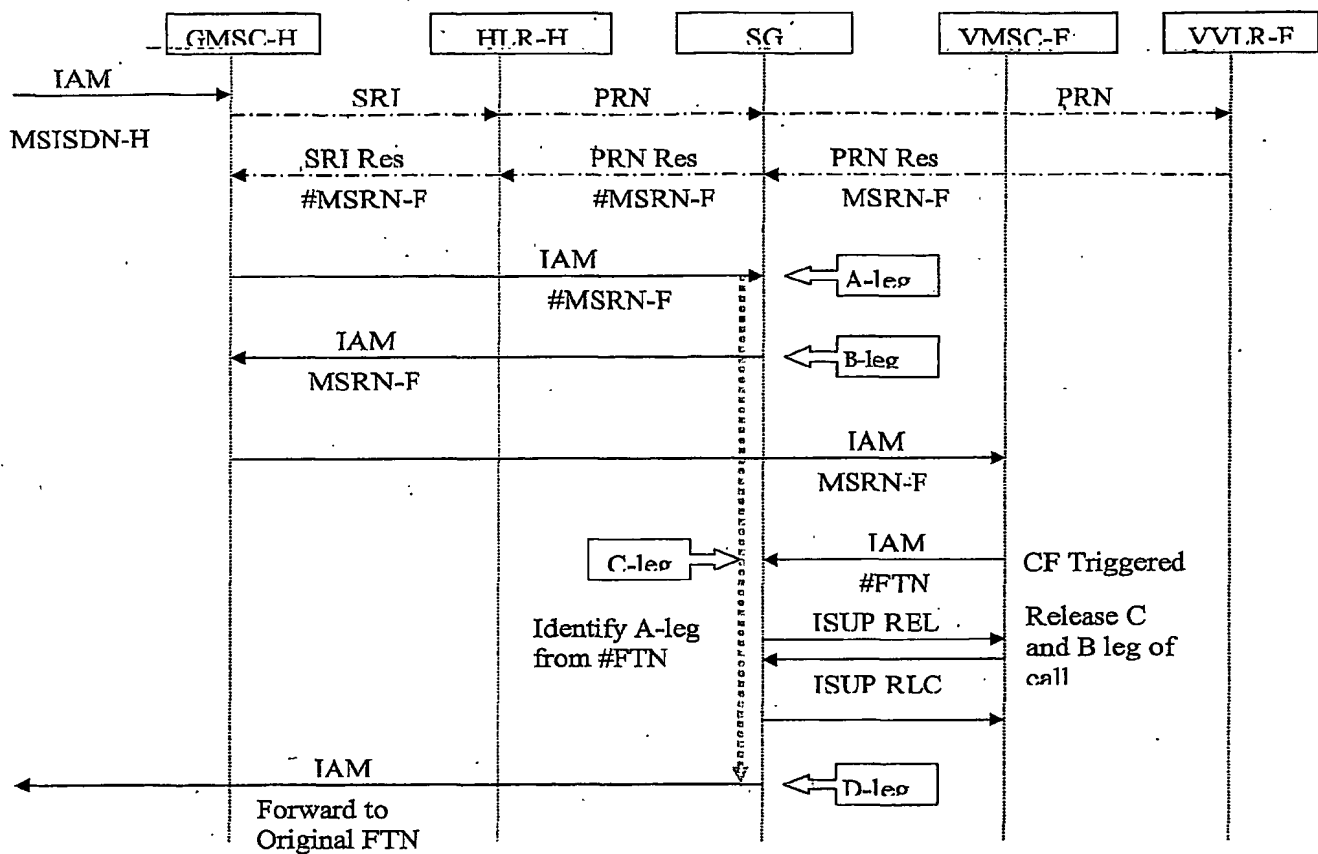 GMSC-H HLR-H SG VMSC-F VVLR-F
IAM
SRI PRN PRN
MSISDN-H
SRI Res PRN Res PRN Res
#MSRN-F #MSRN-F MSRN-F
IAM
A-leg
#MSRN-F
IAM
B-leg
MSRN-F
IAM
MSRN-F
IAM
C-leg
CF Triggered
#FTN
Identify A-leg
from #FTN
ISUP REL
Release C
and B leg of
call
ISUP RLC
IAM
D-leg
Forward to
Original FTN